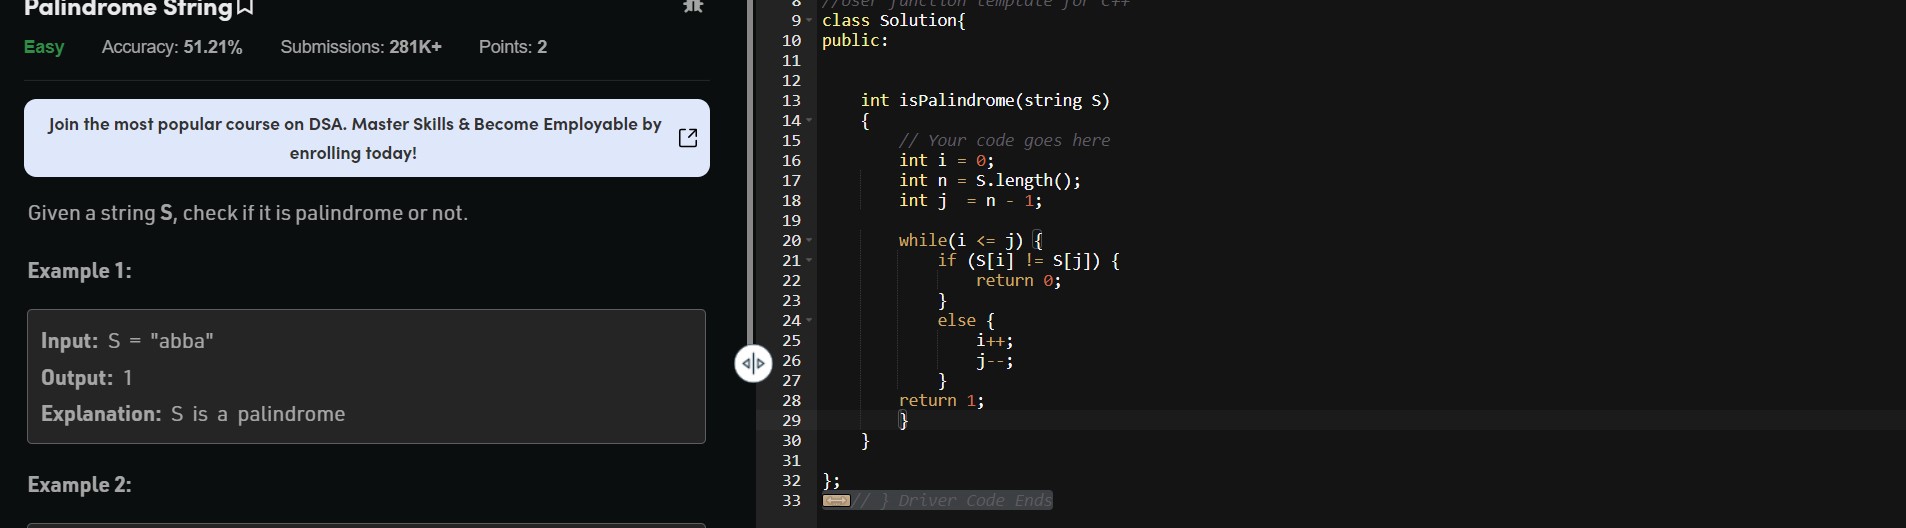 Palindrome String
Easy Accuracy: 51.21% Submissions: 281K+ Points: 2
Join the most popular course on DSA. Master Skills & Become Employable by
enrolling today!
Given a string S, check if it is palindrome or not.
Example 1:
Input: S = "abba"
Output: 1
Explanation: S is a palindrome
Example 2:
8 //User function template for C++
9 class Solution{
10 public:
11
12
13     int isPalindrome(string S)
14     {
15         // Your code goes here
16         int i = 0;
17         int n = S.length();
18         int j  = n - 1;
19
20         while(i <= j) {
21             if (S[i] != S[j]) {
22                 return 0;
23             }
24             else {
25                 i++;
26                 j--;
27             }
28         return 1;
29         }
30     }
31
32 };
33 // } Driver Code Ends